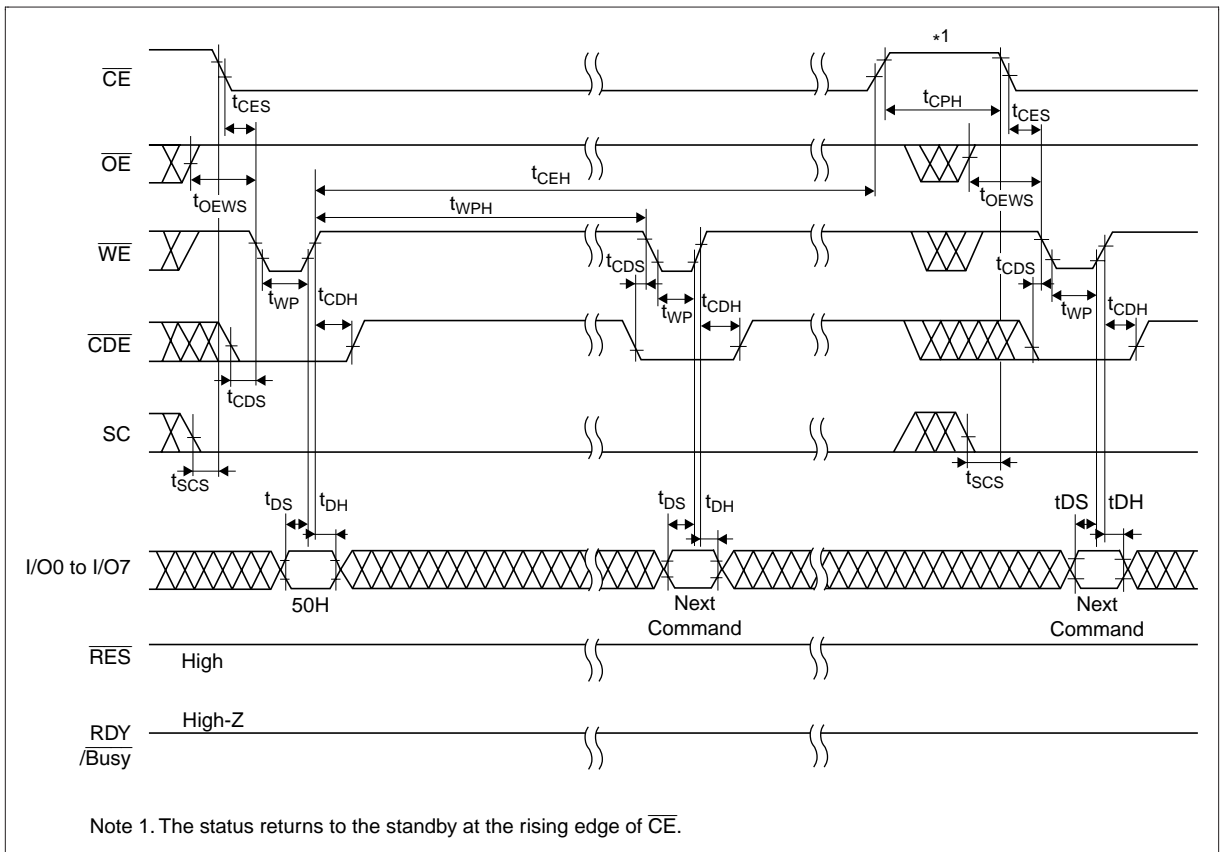 *1
CE
tCES
tCPH
tCES
OE
tOEWS
tCEH
tOEWS
tWPH
WE
tWP
tCDH
tCDS
tWP
tCDH
tCDS
tWP
tCDH
CDE
tCDS
SC
tSCS
tSCS
tDS
tDH
tDS
tDH
tDS
tDH
I/O0 to I/O7
50H
Next
Command
Next
Command
RES
High
RDY
/Busy
High-Z
Note 1. The status returns to the standby at the rising edge of CE.